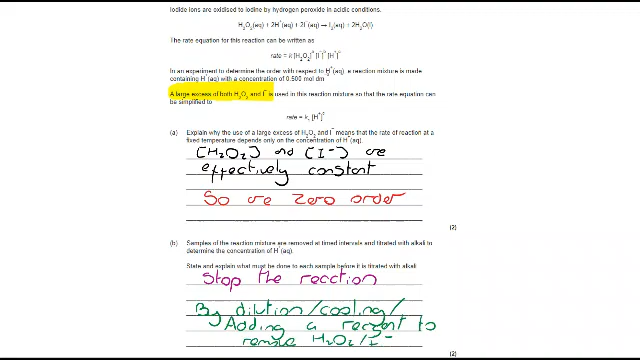 Iodide ions are oxidised to iodine by hydrogen peroxide in acidic conditions.
H₂O₂(aq) + 2H⁺(aq) + 2I⁻(aq) → I₂(aq) + 2H₂O(l)
The rate equation for this reaction can be written as
rate = k [H₂O₂]ᵃ [I⁻]ᵇ [H⁺]ᶜ
In an experiment to determine the order with respect to H⁺(aq), a reaction mixture is made
containing H⁺ with a concentration of 0.500 mol dm
A large excess of both H₂O₂ and I⁻ is used in this reaction mixture so that the rate equation can
be simplified to
rate = k₁ [H⁺]ᶜ
(a) Explain why the use of a large excess of H₂O₂ and I⁻ means that the rate of reaction at
a fixed temperature depends only on the concentration of H⁺(aq).
[H₂O₂] and [I⁻] are
effectively constant
So are zero order
(2)
(b) Samples of the reaction mixture are removed at timed intervals and titrated with alkali to
determine the concentration of H⁺(aq).
State and explain what must be done to each sample before it is titrated with alkali
Stop the reaction
By dilution/cooling/
Adding a reagent to
remove H₂O₂/I⁻
(2)